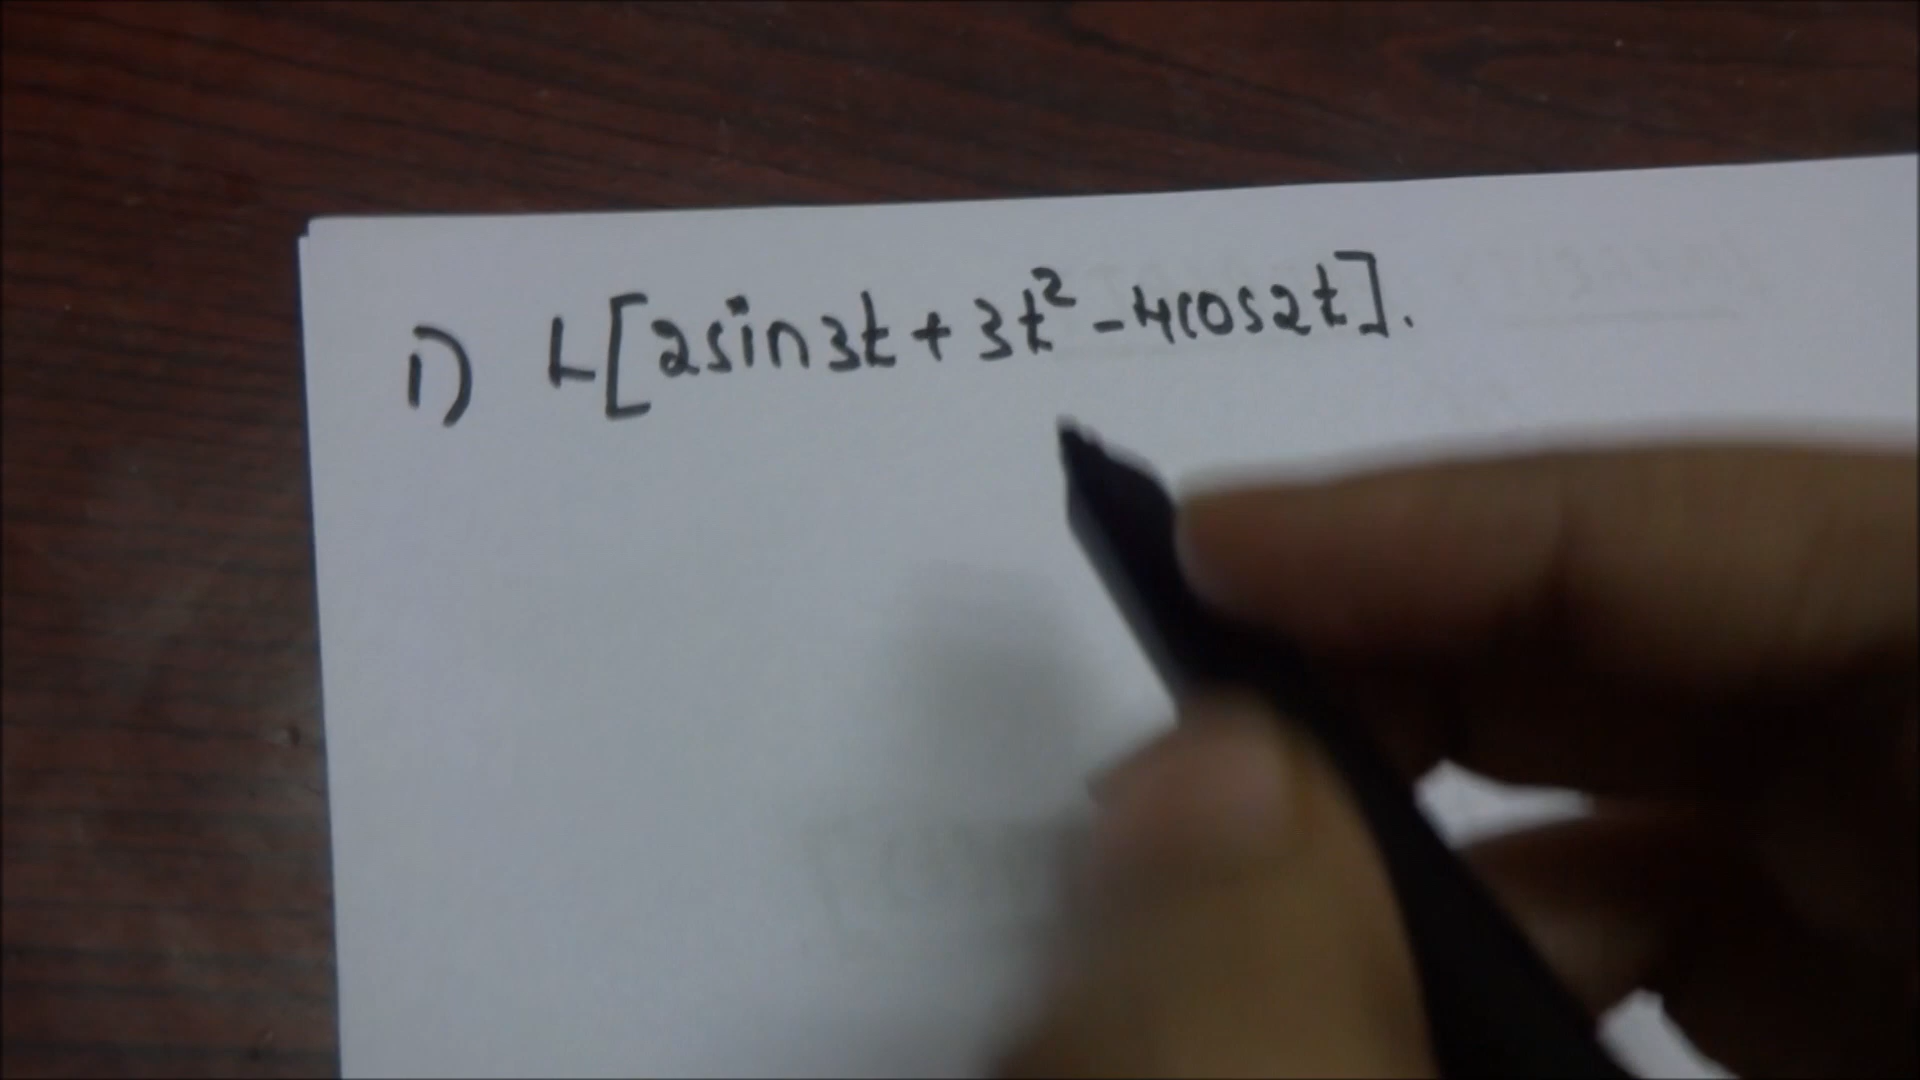 1) L[2sin3t + 3t² - 4cos2t].